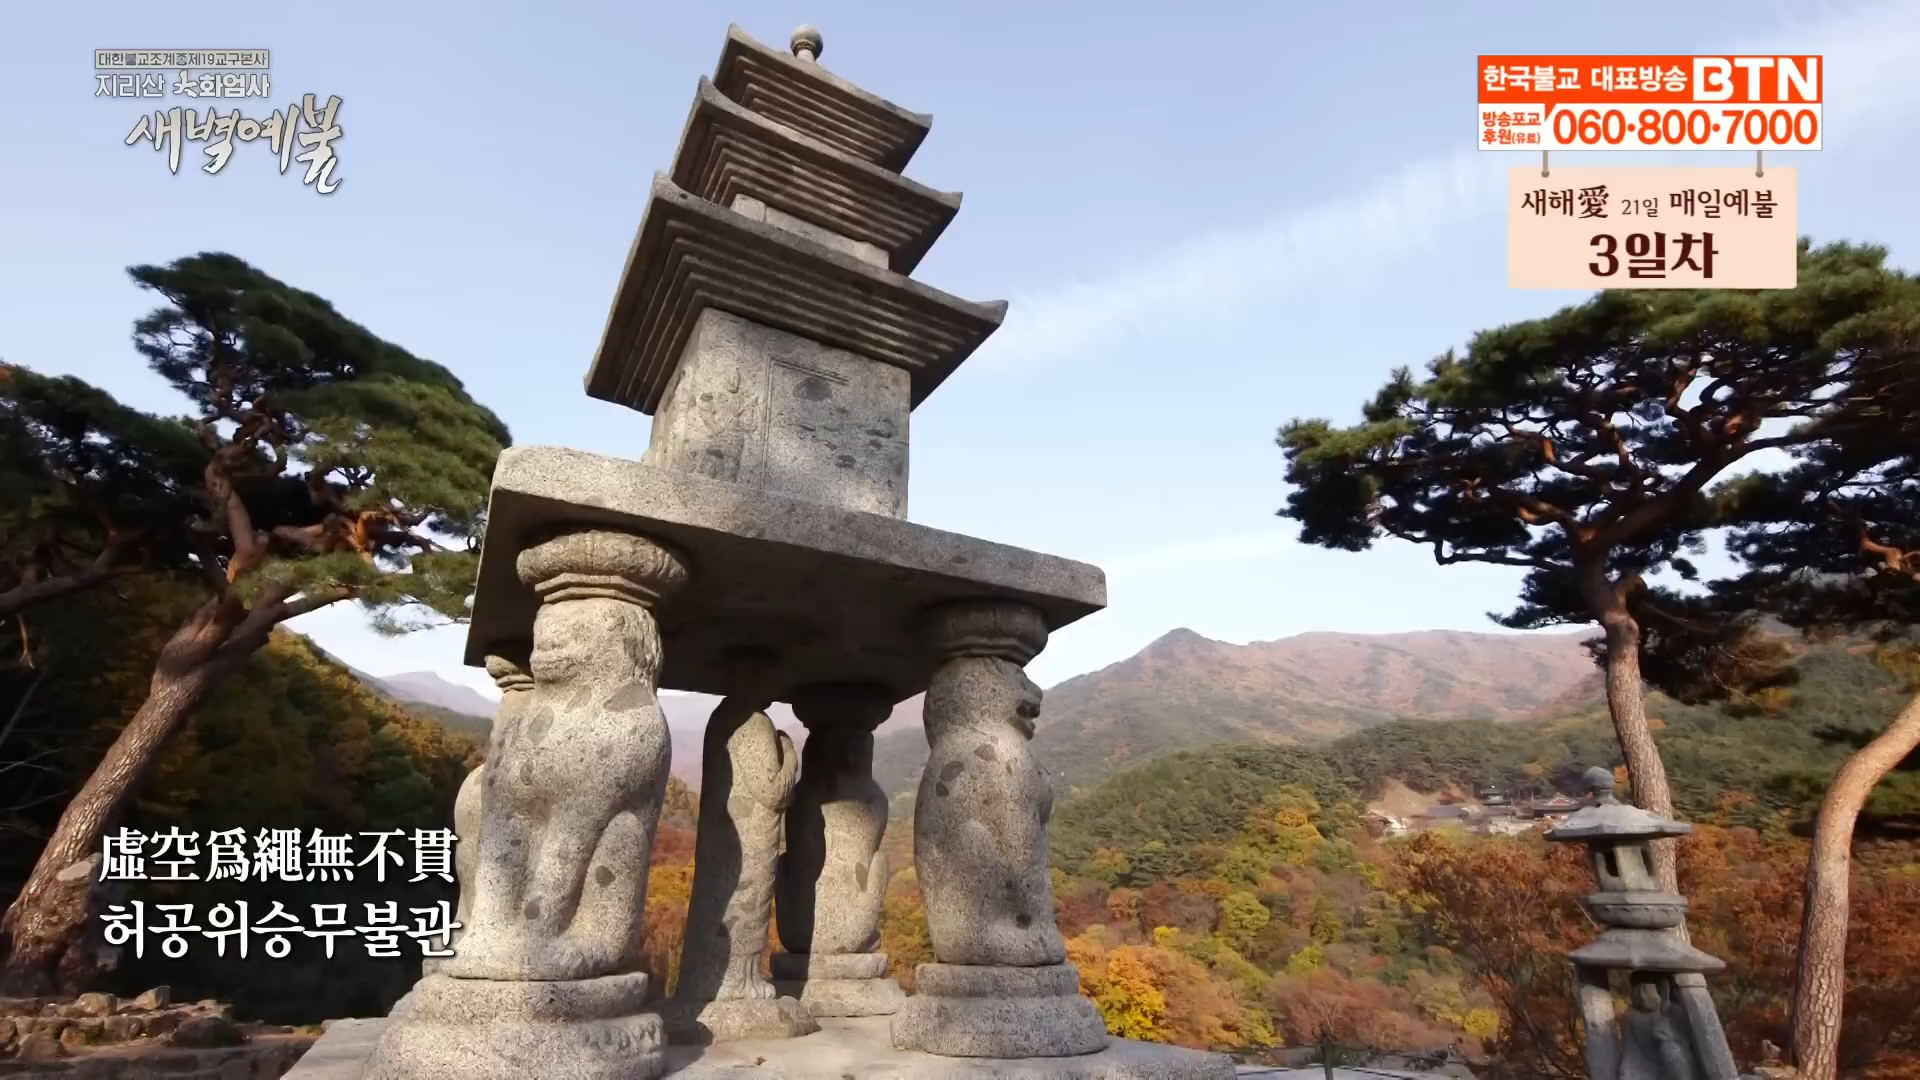 대한불교조계종제19교구본사
지리산 大화엄사
새벽예불
한국불교 대표방송 BTN
방송포교
후원(유료) 060·800·7000
새해愛 21일 매일예불
3일차
虛空爲繩無不貫
허공위승무불관